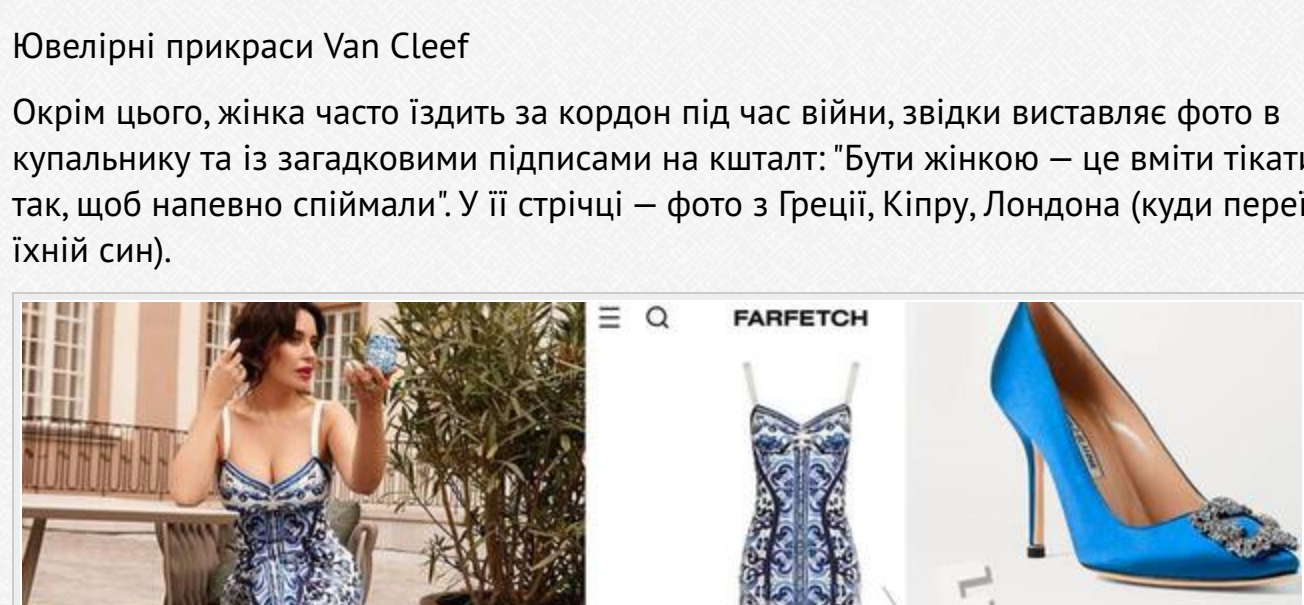 Ювелірні прикраси Van Cleef
Окрім цього, жінка часто їздить за кордон під час війни, звідки виставляє фото в
купальнику та із загадковими підписами на кшталт: "Бути жінкою — це вміти тікати
так, щоб напевно спіймали". У її стрічці — фото з Греції, Кіпру, Лондона (куди
їхній син).
FARFETCH